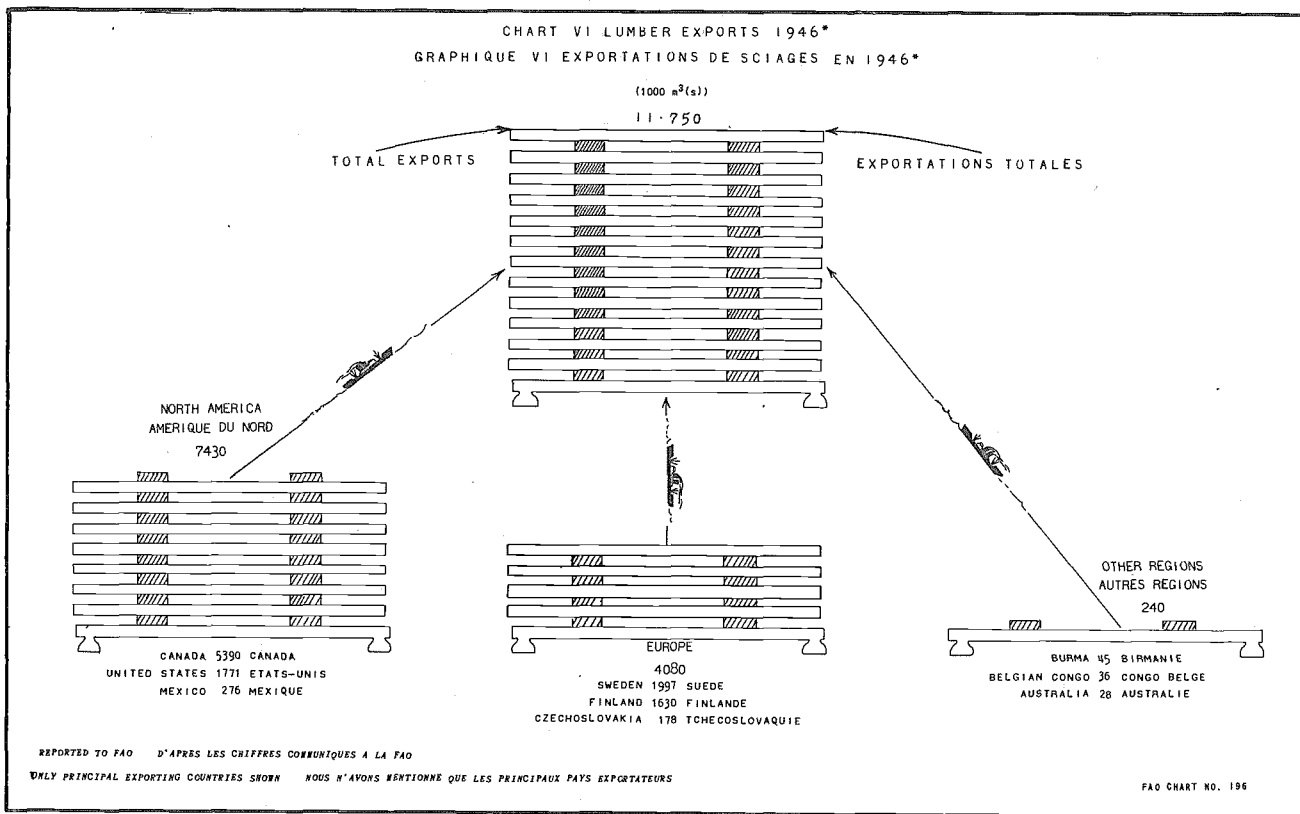 CHART VI LUMBER EXPORTS 1946*
GRAPHIQUE VI EXPORTATIONS DE SCIAGES EN 1946*
(1000 m³(s))
11·750
TOTAL EXPORTS
EXPORTATIONS TOTALES
NORTH AMERICA
AMERIQUE DU NORD
7430
CANADA 5390 CANADA
UNITED STATES 1771 ETATS-UNIS
MEXICO 276 MEXIQUE
EUROPE
4080
SWEDEN 1997 SUEDE
FINLAND 1630 FINLANDE
CZECHOSLOVAKIA 178 TCHECOSLOVAQUIE
OTHER REGIONS
AUTRES REGIONS
240
BURMA 45 BIRMANIE
BELGIAN CONGO 36 CONGO BELGE
AUSTRALIA 28 AUSTRALIE
REPORTED TO FAO D'APRES LES CHIFFRES COMMUNIQUES A LA FAO
ONLY PRINCIPAL EXPORTING COUNTRIES SHOWN NOUS N'AVONS MENTIONNE QUE LES PRINCIPAUX PAYS EXPORTATEURS
FAO CHART NO. 196